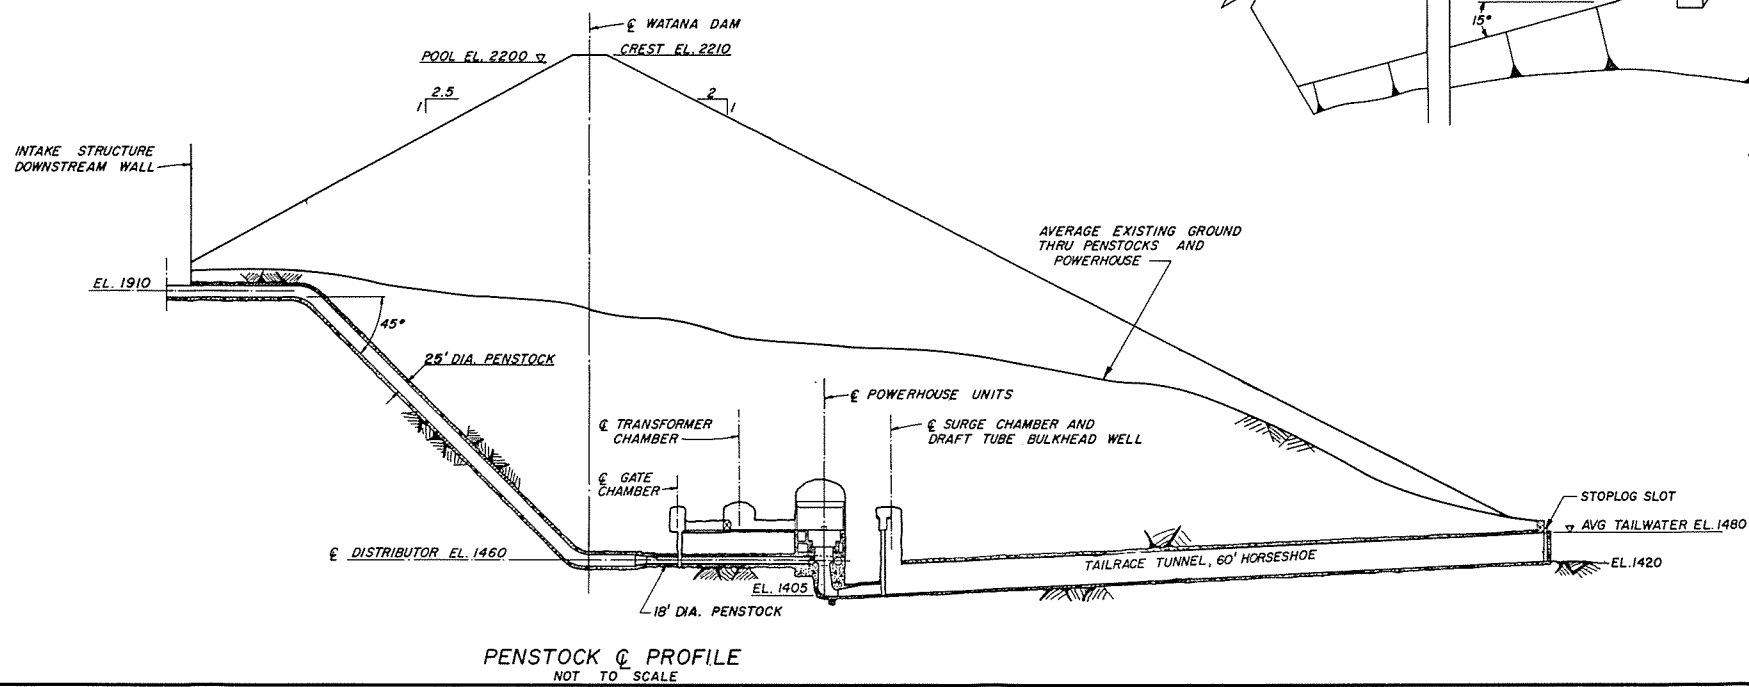 15°
℄ WATANA DAM
POOL EL. 2200
CREST EL. 2210
2.5
1
2
1
INTAKE STRUCTURE
DOWNSTREAM WALL
AVERAGE EXISTING GROUND
THRU PENSTOCKS AND
POWERHOUSE
EL. 1910
45°
25' DIA. PENSTOCK
℄ POWERHOUSE UNITS
℄ TRANSFORMER
CHAMBER
℄ SURGE CHAMBER AND
DRAFT TUBE BULKHEAD WELL
℄ GATE
CHAMBER
STOPLOG SLOT
AVG TAILWATER EL. 1480
℄ DISTRIBUTOR EL. 1460
TAILRACE TUNNEL, 60' HORSESHOE
EL. 1420
EL. 1405
18' DIA. PENSTOCK
PENSTOCK ℄ PROFILE
NOT TO SCALE